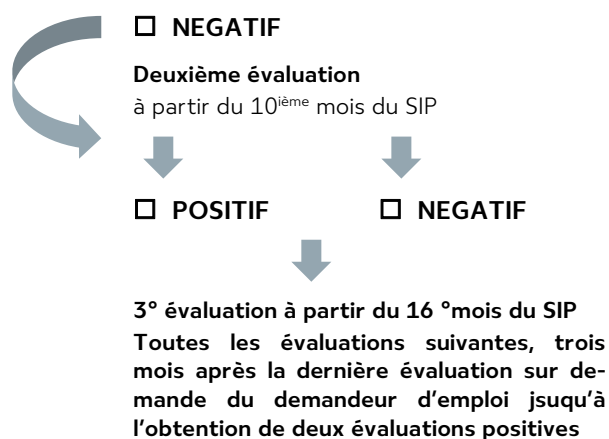 ☐ NEGATIF
Deuxième évaluation
à partir du 10ième mois du SIP
☐ POSITIF ☐ NEGATIF
3° évaluation à partir du 16 °mois du SIP
Toutes les évaluations suivantes, trois
mois après la dernière évaluation sur de-
mande du demandeur d'emploi jsuqu'à
l'obtention de deux évaluations positives